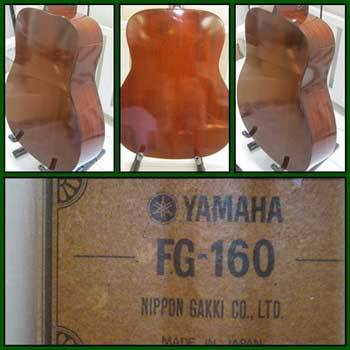 YAMAHA
FG-160
NIPPON GAKKI CO., LTD.
MADE IN JAPAN